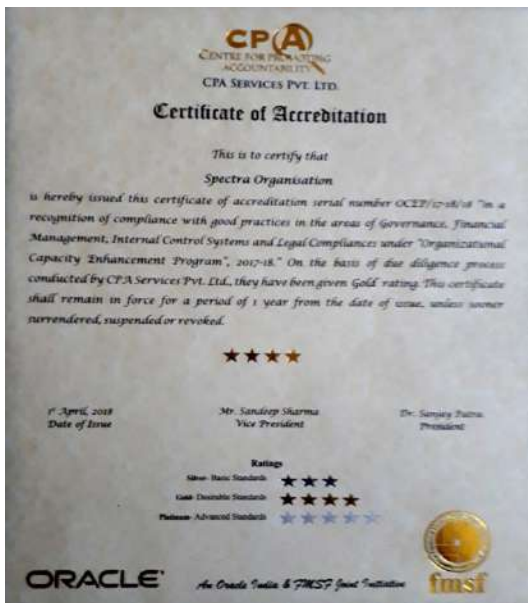 CPA
CENTRE FOR PROMOTING
ACCOUNTABILITY
CPA SERVICES PVT. LTD.
Certificate of Accreditation
This is to certify that
Spectra Organisation
is hereby issued this certificate of accreditation serial number OCEP/17-18/18 "in a
recognition of compliance with good practices in the areas of Governance, Financial
Management, Internal Control Systems and Legal Compliances under "Organizational
Capacity Enhancement Program", 2017-18." On the basis of due diligence process
conducted by CPA Services Pvt. Ltd., they have been given Gold rating. This certificate
shall remain in force for a period of 1 year from the date of issue, unless sooner
surrendered, suspended or revoked.
1st April, 2018
Date of Issue
Mr. Sandeep Sharma
Vice President
Dr. Sanjay Patra
President
Ratings
Silver- Basic Standards
Gold- Desirable Standards
Platinum- Advanced Standards
ORACLE
An Oracle India & FMSF Joint Initiative
fmsf